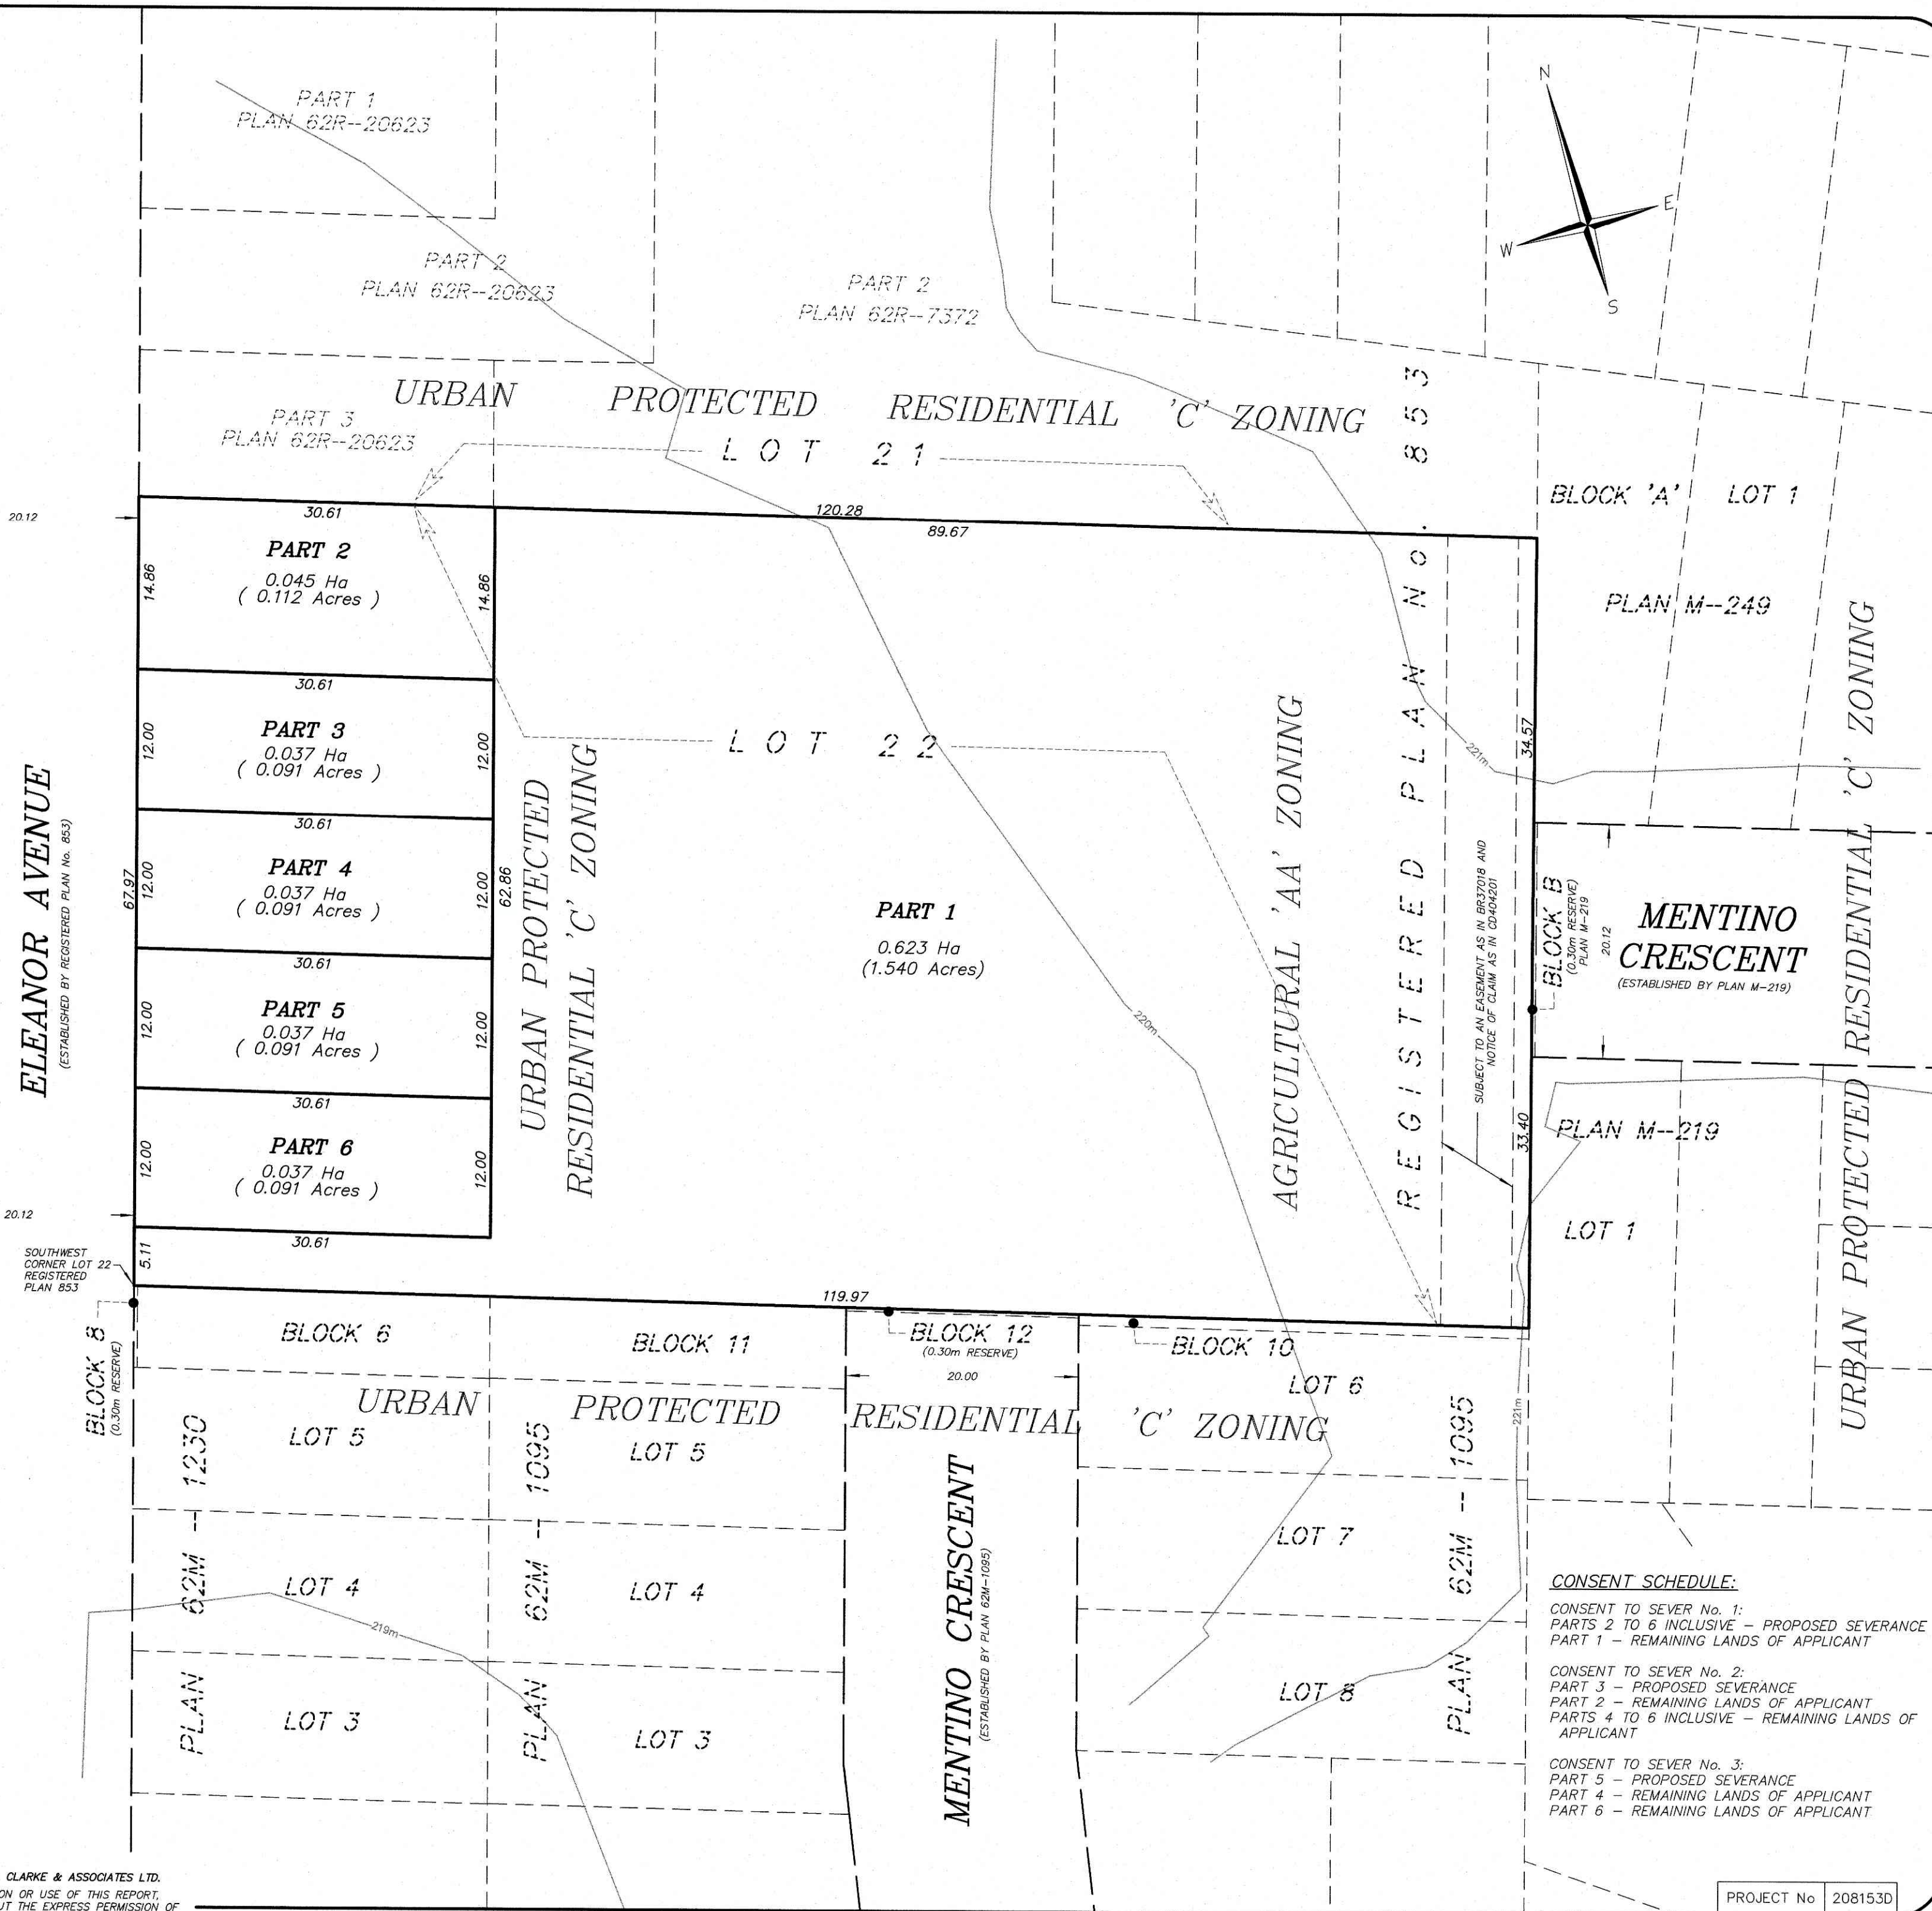 PART 1
PLAN 62R--20623
N
E
W
S
PART 2
PLAN 62R--20623
PART 2
PLAN 62R--7372
PART 3
PLAN 62R--20623
URBAN PROTECTED RESIDENTIAL 'C' ZONING
LOT 21
REGISTERED PLAN No. 853
BLOCK 'A' LOT 1
PLAN M--249
20.12
30.61
120.28
89.67
PART 2
0.045 Ha
( 0.112 Acres )
14.86
14.86
30.61
PART 3
0.037 Ha
( 0.091 Acres )
12.00
12.00
30.61
PART 4
0.037 Ha
( 0.091 Acres )
12.00
12.00
67.97
62.86
30.61
PART 5
0.037 Ha
( 0.091 Acres )
12.00
12.00
30.61
PART 6
0.037 Ha
( 0.091 Acres )
12.00
12.00
30.61
5.11
20.12
ELEANOR AVENUE
(ESTABLISHED BY REGISTERED PLAN No. 853)
URBAN PROTECTED
RESIDENTIAL 'C' ZONING
LOT 22
PART 1
0.623 Ha
(1.540 Acres)
220m
AGRICULTURAL 'AA' ZONING
SUBJECT TO AN EASEMENT AS IN BR37018 AND
NOTICE OF CLAIM AS IN CD404201
221m
34.57
33.40
BLOCK B
(0.30m RESERVE)
PLAN M-219
20.12
MENTINO
CRESCENT
(ESTABLISHED BY PLAN M-219)
URBAN PROTECTED RESIDENTIAL 'C' ZONING
PLAN M--219
LOT 1
SOUTHWEST
CORNER LOT 22
REGISTERED
PLAN 853
119.97
BLOCK 8
(0.30m RESERVE)
BLOCK 6
BLOCK 11
BLOCK 12
(0.30m RESERVE)
BLOCK 10
20.00
LOT 6
URBAN PROTECTED RESIDENTIAL 'C' ZONING
LOT 5
LOT 5
PLAN 62M -- 1230
PLAN 62M -- 1095
PLAN 62M -- 1095
221m
LOT 7
LOT 4
LOT 4
219m
MENTINO CRESCENT
(ESTABLISHED BY PLAN 62M-1095)
LOT 8
LOT 3
LOT 3
CONSENT SCHEDULE:
CONSENT TO SEVER No. 1:
PARTS 2 TO 6 INCLUSIVE – PROPOSED SEVERANCE
PART 1 – REMAINING LANDS OF APPLICANT
CONSENT TO SEVER No. 2:
PART 3 – PROPOSED SEVERANCE
PART 2 – REMAINING LANDS OF APPLICANT
PARTS 4 TO 6 INCLUSIVE – REMAINING LANDS OF
APPLICANT
CONSENT TO SEVER No. 3:
PART 5 – PROPOSED SEVERANCE
PART 4 – REMAINING LANDS OF APPLICANT
PART 6 – REMAINING LANDS OF APPLICANT
CLARKE & ASSOCIATES LTD.
ON OR USE OF THIS REPORT,
UT THE EXPRESS PERMISSION OF
PROJECT No 208153D